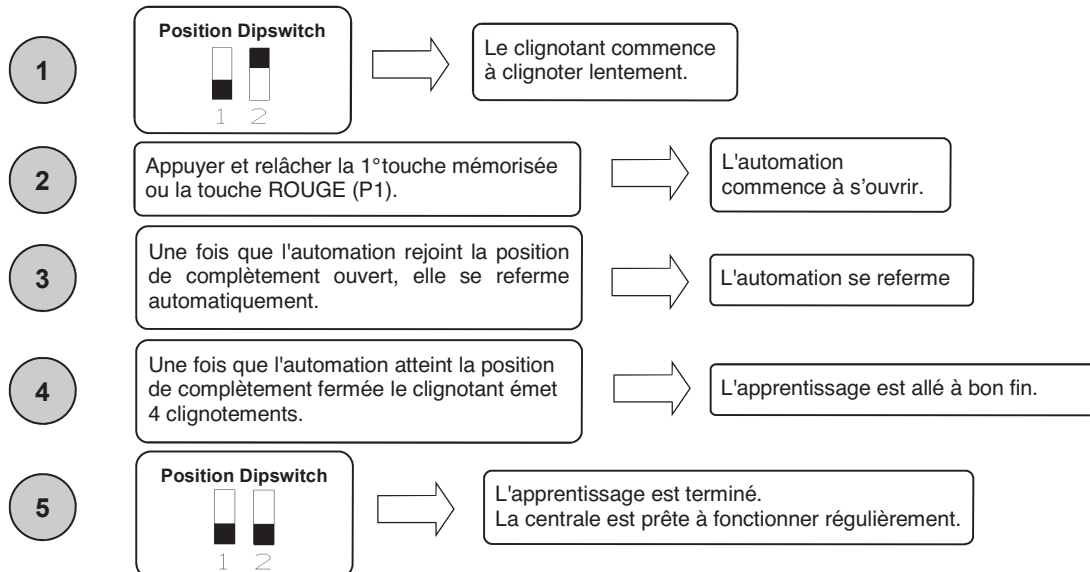 1
Position Dipswitch
1 2
Le clignotant commence
à clignoter lentement.
2
Appuyer et relâcher la 1°touche mémorisée
ou la touche ROUGE (P1).
L'automation
commence à s’ouvrir.
3
Une fois que l'automation rejoint la position
de complètement ouvert, elle se referme
automatiquement.
L'automation se referme
4
Une fois que l'automation atteint la position
de complètement fermée le clignotant émet
4 clignotements.
L'apprentissage est allé à bon fin.
5
Position Dipswitch
1 2
L'apprentissage est terminé.
La centrale est prête à fonctionner régulièrement.